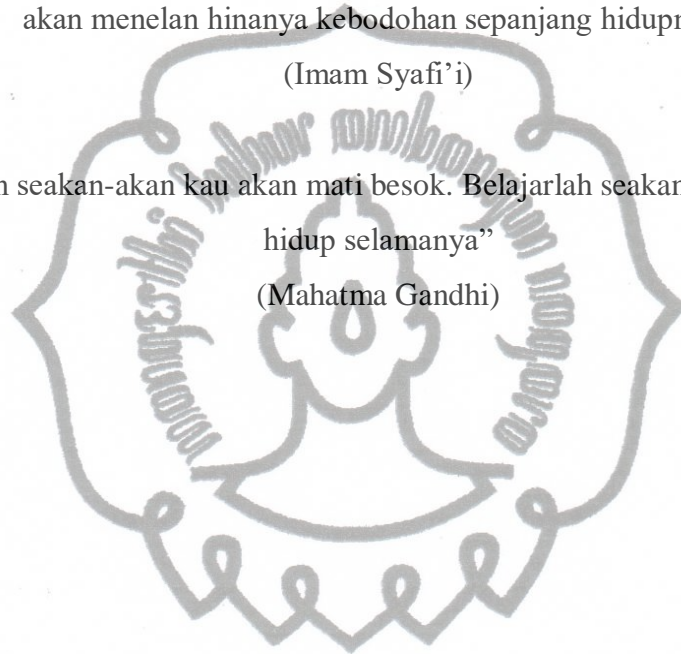 akan menelan hinanya kebodohan sepanjang hidupn
(Imam Syafi’i)
n seakan-akan kau akan mati besok. Belajarlah seakan
hidup selamanya”
(Mahatma Gandhi)